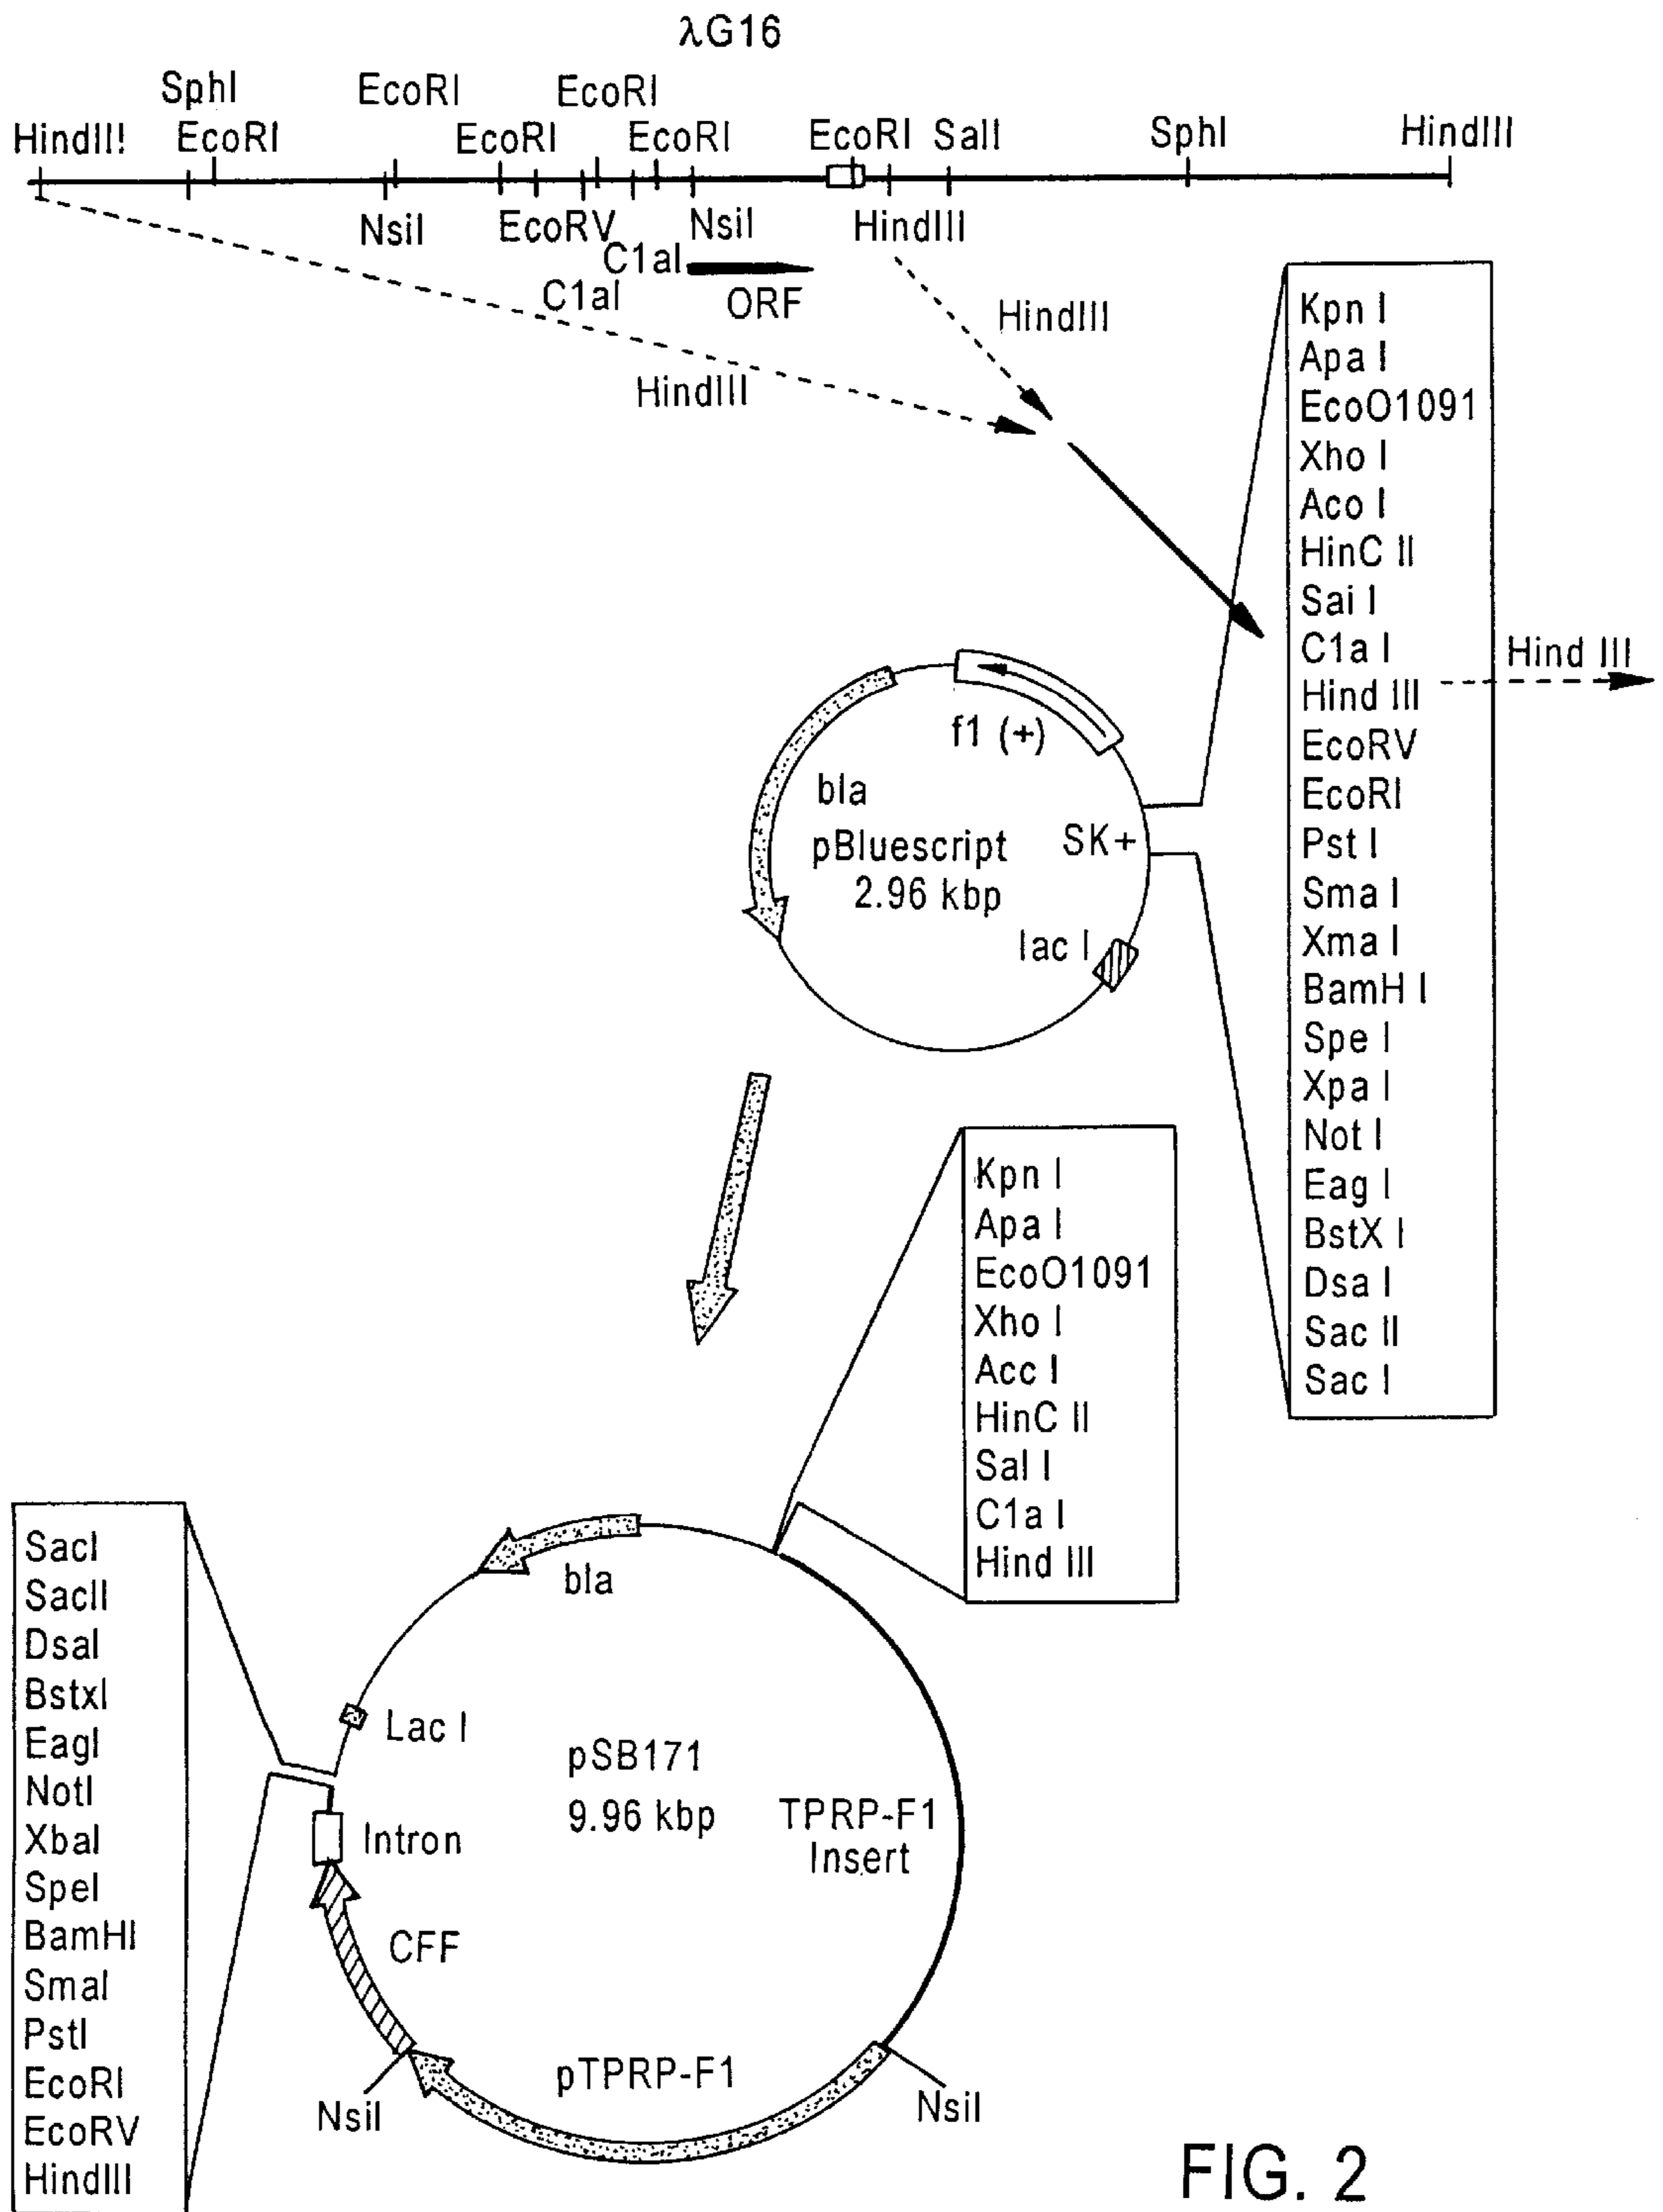 λG16
SphI EcoRI EcoRI
HindII! EcoRI EcoRI EcoRI EcoRI SalI SphI HindIII
NsiI EcoRV NsiI HindIII
C1aI
C1aI ORF
HindIII
HindIII
Kpn I
Apa I
EcoO1091
Xho I
Aco I
HinC II
Sai I
C1a I
Hind III
EcoRV
EcoRI
Pst I
Sma I
Xma I
BamH I
Spe I
Xpa I
Not I
Eag I
BstX I
Dsa I
Sac II
Sac I
Hind III
f1 (+)
bla
pBluescript
2.96 kbp
SK+
lac I
Kpn I
Apa I
EcoO1091
Xho I
Acc I
HinC II
Sal I
C1a I
Hind III
SacI
SacII
DsaI
BstxI
EagI
NotI
XbaI
SpeI
BamHI
SmaI
PstI
EcoRI
EcoRV
HindIII
bla
Lac I
pSB171
9.96 kbp
TPRP-F1
Insert
Intron
CFF
pTPRP-F1
NsiI
NsiI
FIG. 2